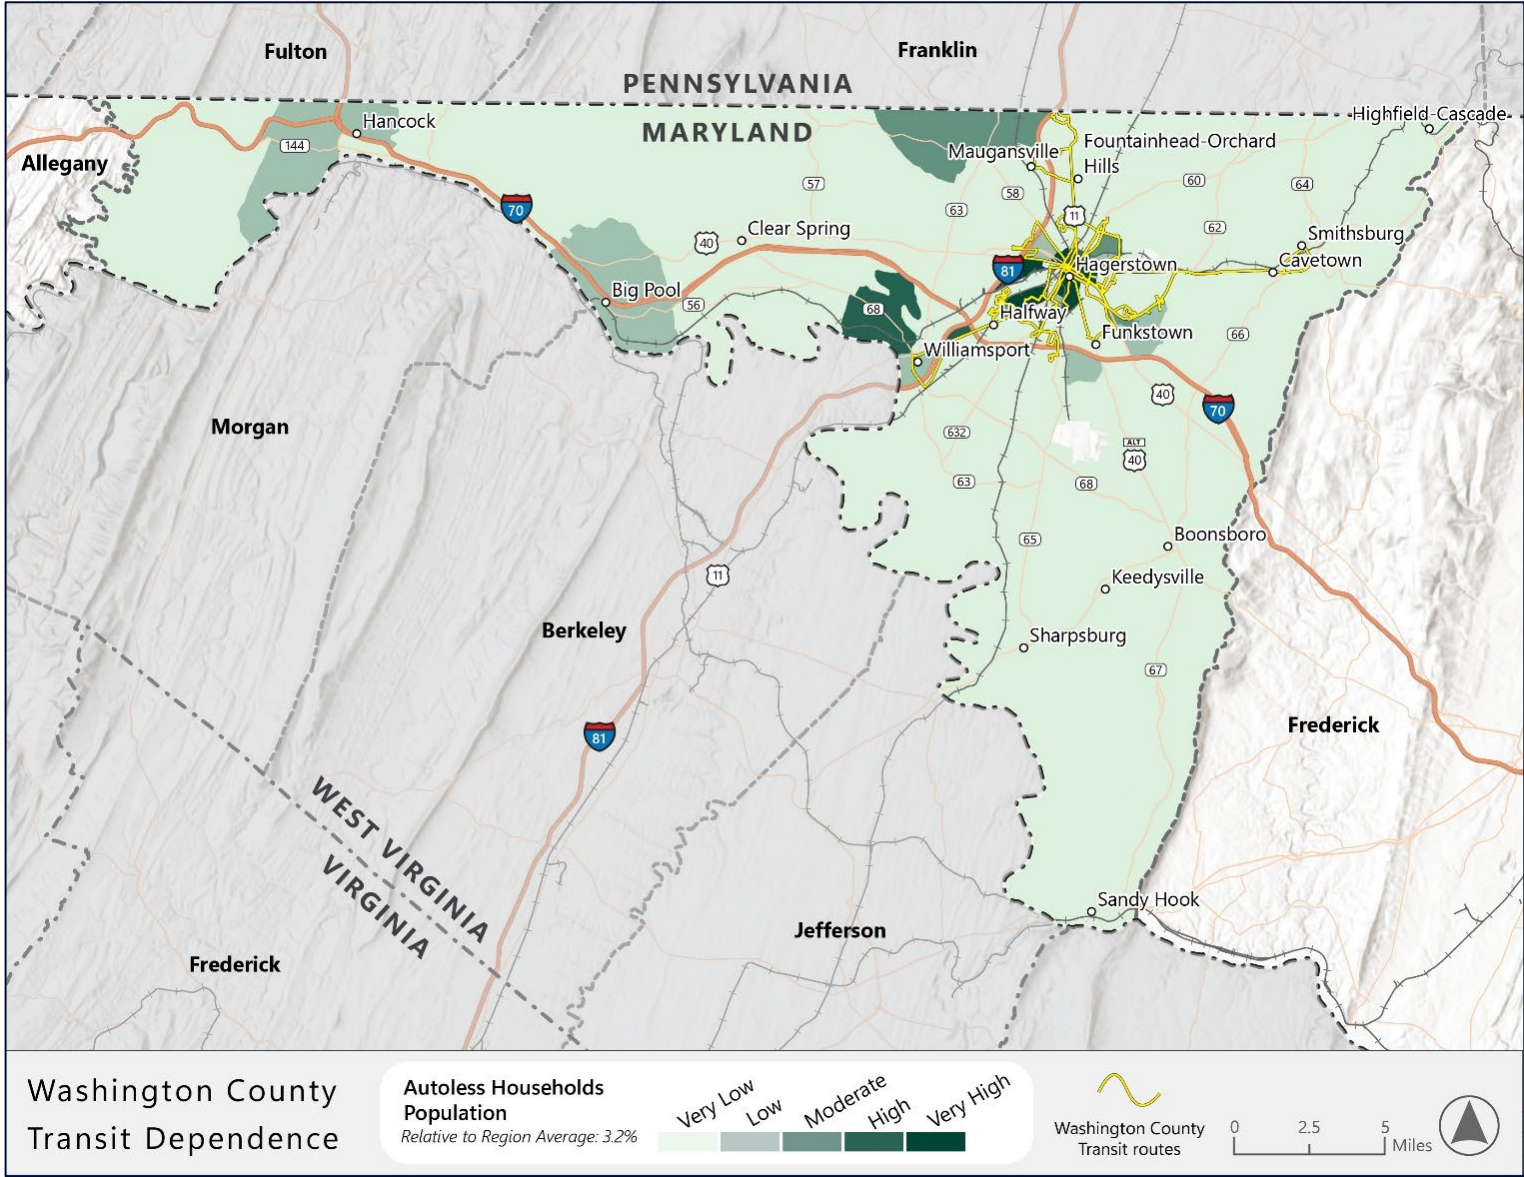 Fulton
Franklin
PENNSYLVANIA
MARYLAND
Highfield-Cascade
Hancock
144
Allegany
Maugansville
Fountainhead-Orchard
Hills
57
58
60
64
63
70
11
62
Smithsburg
Cavetown
40
Clear Spring
81
Hagerstown
Big Pool
56
68
Halfway
Funkstown
66
Williamsport
40
70
Morgan
632
ALT
40
63
68
65
Boonsboro
11
Keedysville
Berkeley
Sharpsburg
67
81
Frederick
WEST VIRGINIA
VIRGINIA
Sandy Hook
Jefferson
Frederick
Washington County
Transit Dependence
Autoless Households
Population
Relative to Region Average: 3.2%
Very Low
Low
Moderate
High
Very High
Washington County
Transit routes
0 2.5 5
Miles